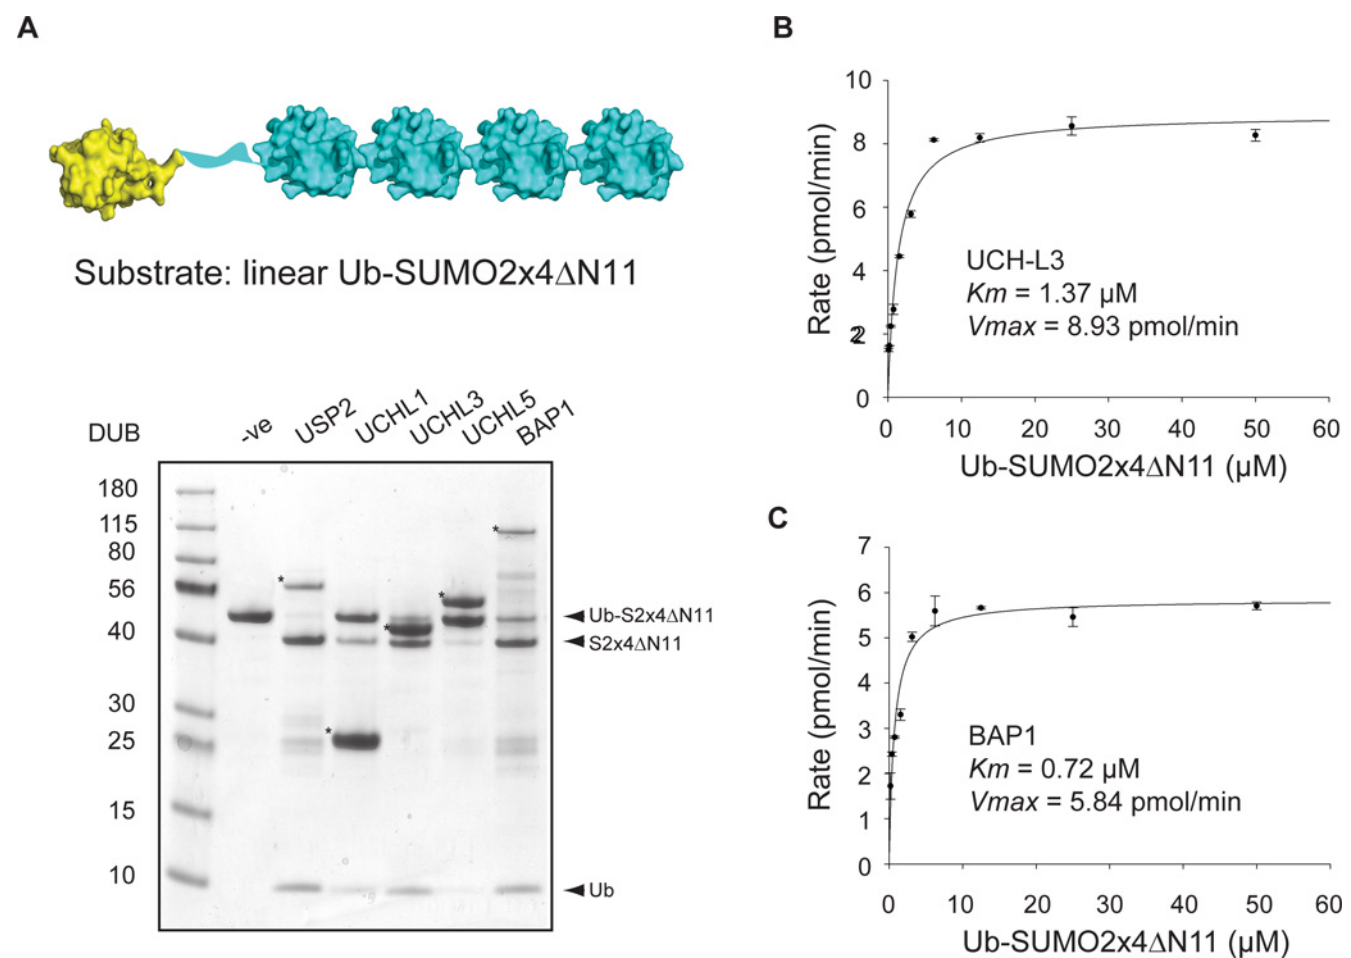 A
Substrate: linear Ub-SUMO2x4ΔN11
DUB
-ve
USP2
UCHL1
UCHL3
UCHL5
BAP1
180
115
80
56
40
30
25
15
10
*
*
*
*
*
Ub-S2x4ΔN11
S2x4ΔN11
Ub
B
10
8
6
4
2
0
Rate (pmol/min)
UCH-L3
Km = 1.37 µM
Vmax = 8.93 pmol/min
0 10 20 30 40 50 60
Ub-SUMO2x4ΔN11 (µM)
C
7
6
5
4
3
2
1
0
Rate (pmol/min)
BAP1
Km = 0.72 µM
Vmax = 5.84 pmol/min
0 10 20 30 40 50 60
Ub-SUMO2x4ΔN11 (µM)